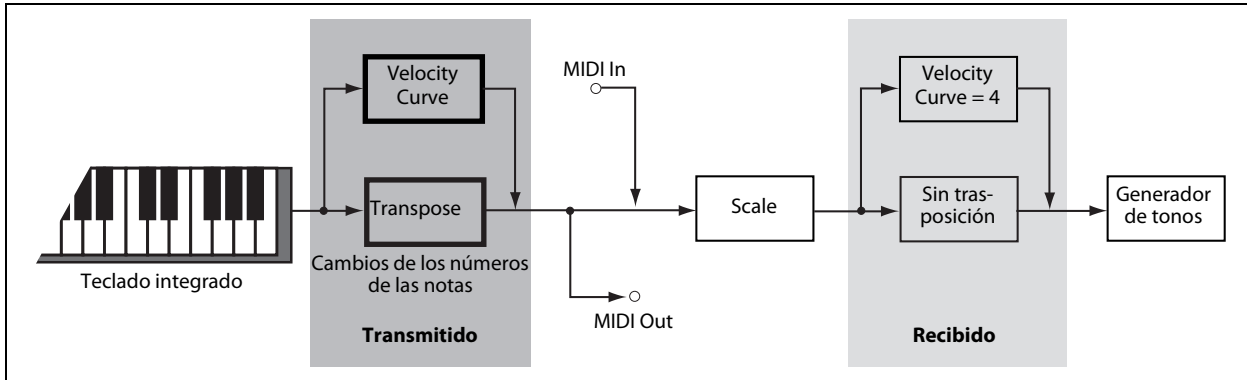 Teclado integrado
Velocity
Curve
Transpose
Cambios de los números
de las notas
Transmitido
MIDI In
MIDI Out
Scale
Velocity
Curve = 4
Sin tras-
posición
Recibido
Generador
de tonos